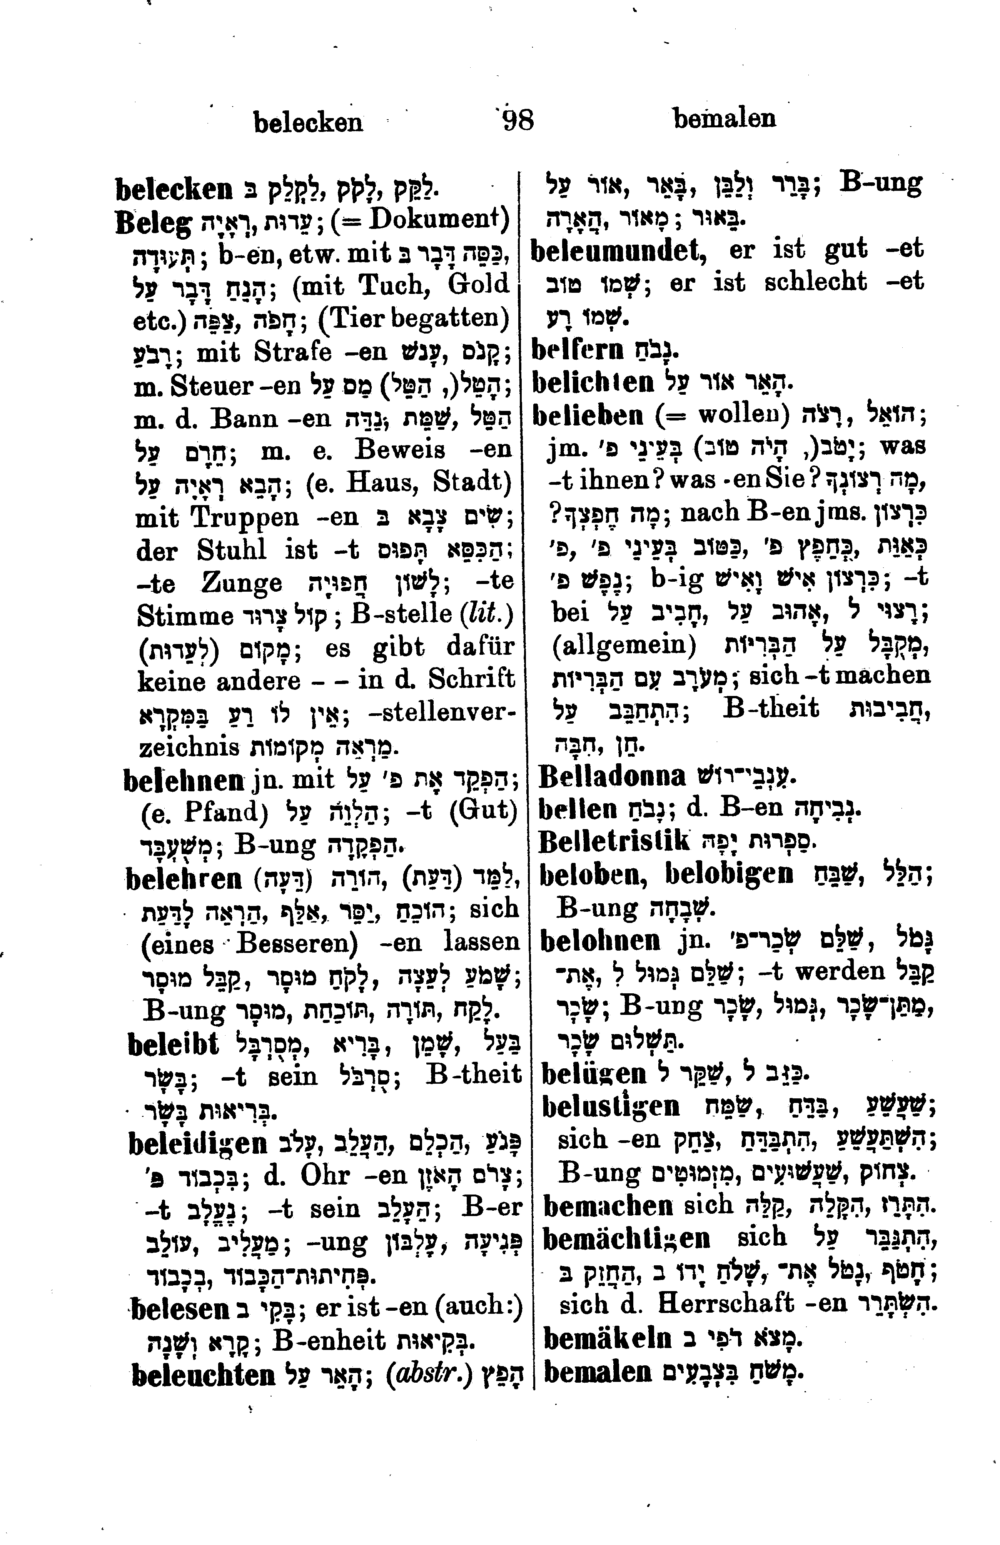 belecken 98 bemalen
belecken לַקֵּק, לָקֹק, לַקְלֵק בּ.
Beleg עֵדוּת, רְאָיָה; (= Dokument)
תְּעוּדָה; b-en, etw. mit כַּסֵּה דָבָר בּ,
הַנַּח דָּבָר עַל; (mit Tuch, Gold
etc.) חַפֹּה, צַפֵּה; (Tier begatten)
רָבֹעַ; mit Strafe -en קָנֹס, עָנֹשׁ;
m. Steuer -en הָטֵל(, הַטֵּל) מַס עַל;
m. d. Bann -en הַטֵּל, שַׁמֵּת, נִדָּה;
חֵרֶם עַל; m. e. Beweis -en
הָבֵא רְאָיָה עַל; (e. Haus, Stadt)
mit Truppen -en שִׂים צָבָא בּ;
der Stuhl ist -t הַכִּסֵּא תָּפוּס;
-te Zunge לָשׁוֹן חֲפוּיָה; -te
Stimme קוֹל צָרוּד; B-stelle (lit.)
מָקוֹם (לְעֵדוּת); es gibt dafür
keine andere - - in d. Schrift
אֵין לוֹ רֵעַ בַּמִּקְרָא; -stellenver-
zeichnis מַרְאֵה מְקוֹמוֹת.
belehnen jn. mit הַפְקֵד אֶת פ' עַל;
(e. Pfand) הַלְוֵה עַל; -t (Gut)
מְשֻׁעְבָּד; B-ung הַפְקָדָה.
belehren לַמֵּד (דַּעַת), הוֹרֵה (דֵּעָה),
הוֹכֵחַ, יַסֵּר, אַלֵּף, הַרְאֵה לָדַעַת; sich
(eines Besseren) -en lassen
שָׁמֹעַ לְעֵצָה, לָקֹחַ מוּסָר, קַבֵּל מוּסָר;
B-ung לֶקַח, תּוֹרָה, תּוֹכַחַת, מוּסָר.
beleibt בַּעַל, שָׁמֵן, בָּרִיא, מְסֻרְבָּל
בָּשָׂר; -t sein סֻרְבֹּל; B-theit
בְּרִיאוּת בָּשָׂר.
beleidigen פָּגֹעַ, הַכְלֵם, הַעֲלֵב, עָלֹב
בִּכְבוֹד פ'; d. Ohr -en צָרֹם הָאֹזֶן;
-t נֶעֱלָב; -t sein הֵעָלֵב; B-er
מַעֲלִיב, עוֹלֵב; -ung פְּגִיעָה, עֶלְבּוֹן,
פְּחִיתוּת־הַכָּבוֹד, בְּכָבוֹד.
belesen בָּקִי בּ; er ist -en (auch:)
קָרָא וְשָׁנָה; B-enheit בְּקִיאוּת.
beleuchten הָאֵר עַל; (abstr.) הָפֵץ
אוֹר עַל, בָּאֵר, בָּרֵר וְלַבֵּן; B-ung
הֶאָרָה, מָאוֹר; בֵּאוּר.
beleumundet, er ist gut -et
שְׁמוֹ טוֹב; er ist schlecht -et
שְׁמוֹ רָע.
belfern נָבֹחַ.
belichten הָאֵר אוֹר עַל.
belieben (= wollen) הוֹאֵל, רָצֹה;
jm. יָטֹב(, הָיֹה טוֹב) בְּעֵינֵי פ'; was
-t ihnen? was -en Sie? מָה רְצוֹנְךָ,
מָה חֶפְצְךָ?; nach B-en jms. כִּרְצוֹן
פ', כְּטוֹב בְּעֵינֵי פ', כְּחֵפֶץ, כְּאַוַּת
נֶפֶשׁ פ'; b-ig כִּרְצוֹן אִישׁ וָאִישׁ; -t
bei רָצוּי ל, אָהוּב עַל, חָבִיב עַל;
(allgemein) מְקֻבָּל עַל הַבְּרִיּוֹת,
מְעֹרָב עִם הַבְּרִיּוֹת; sich -t machen
הִתְחַבֵּב עַל; B-theit חֲבִיבוּת,
חֵן, חִבָּה.
Belladonna עִנְבֵי־רוֹשׁ.
bellen נָבֹחַ; d. B-en נְבִיחָה.
Belletristik סִפְרוּת יָפָה.
beloben, belobigen הַלֵּל, שַׁבֵּחַ;
B-ung שְׁבָחָה.
belohnen jn. גָּמֹל, שַׁלֵּם שְׂכַר־פ'
אֶת־, שַׁלֵּם גְּמוּל ל; -t werden קַבֵּל
שָׂכָר; B-ung שָׂכָר, גְּמוּל, מַתַּן־שָׂכָר,
תַּשְׁלוּם שָׂכָר.
belügen כַּזֵּב ל, שַׁקֵּר ל.
belustigen שַׂמֵּחַ, בַּדֵּחַ, שַׁעֲשֵׁעַ;
sich -en הִשְׁתַּעֲשֵׁעַ, הִתְבַּדֵּחַ, צַחֵק;
B-ung צְחוֹק, שַׁעֲשׁוּעִים, מִזְמוּטִים.
bemachen sich הִתָּרֵז, הִקָּלֵה, קַלֵּה.
bemächtigen sich הִתְגַּבֵּר עַל,
חָטֹף, נָטֹל אֶת־, שָׁלֹחַ יָדוֹ ב, הַחֲזֵק בּ;
sich d. Herrschaft -en הִשְׂתָּרֵר.
bemäkeln מָצֹא דֹפִי ב.
bemalen מָשֹׁחַ בִּצְבָעִים.